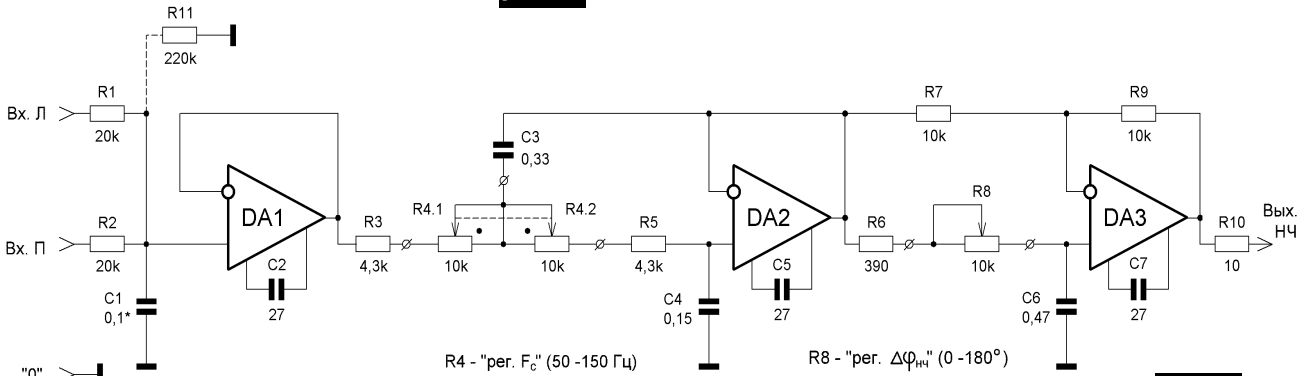 R11
220k
R1
Вх. Л
20k
R7
10k
R9
10k
C3
0,33
R4.1
R4.2
R8
DA1
DA2
DA3
R2
Вх. П
20k
R3
4,3k
10k
10k
R5
4,3k
R6
390
10k
R10
10
Вых.
НЧ
C1
0,1*
C2
27
C4
0,15
C5
27
C6
0,47
C7
27
R4 - "рег. Fс" (50 -150 Гц)
R8 - "рег. Δφнч" (0 -180°)
"0"